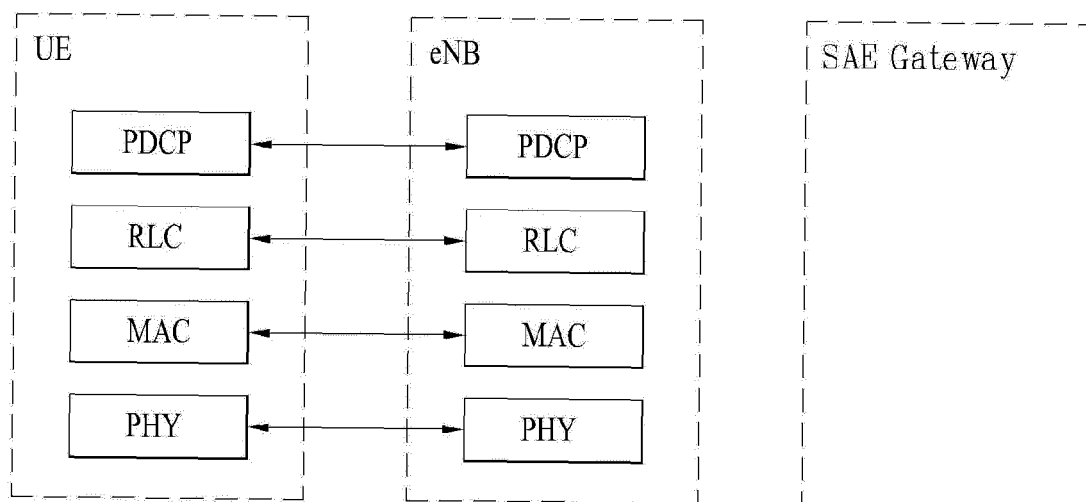 UE
eNB
SAE Gateway
PDCP
PDCP
RLC
RLC
MAC
MAC
PHY
PHY